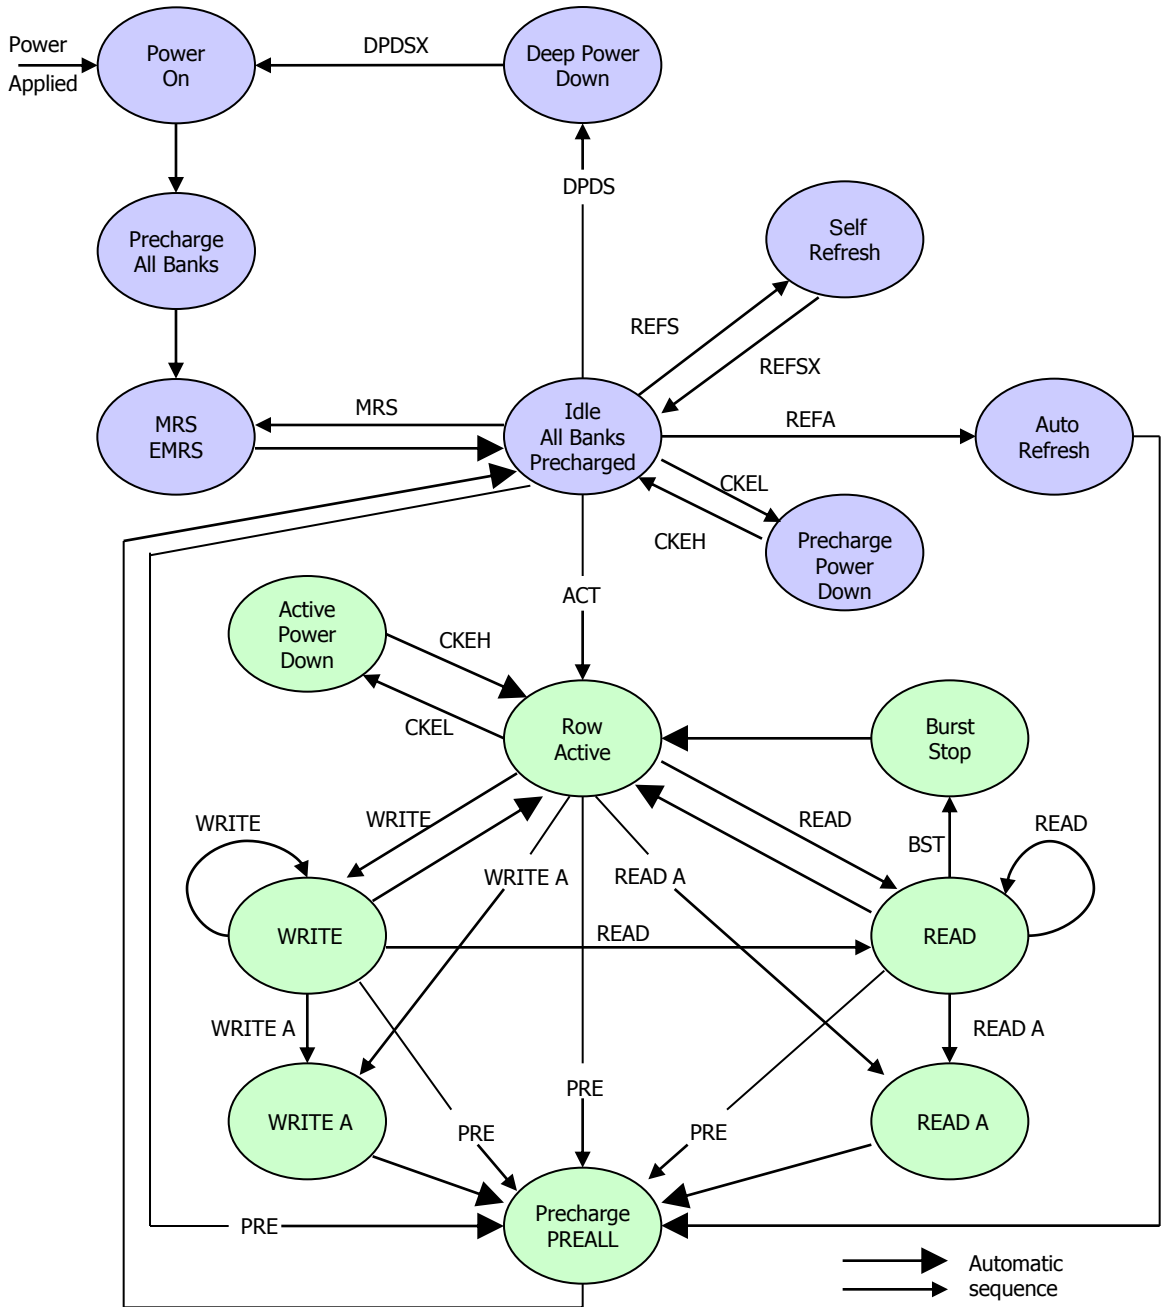 Power
Applied
Power
On
DPDSX
Deep Power
Down
DPDS
Precharge
All Banks
Self
Refresh
REFS
REFSX
MRS
EMRS
MRS
Idle
All Banks
Precharged
REFA
Auto
Refresh
CKEL
CKEH
Precharge
Power
Down
ACT
Active
Power
Down
CKEH
CKEL
Row
Active
Burst
Stop
WRITE
WRITE
READ
BST
READ
WRITE A
READ A
WRITE
READ
READ
WRITE A
READ A
PRE
WRITE A
PRE
PRE
READ A
PRE
Precharge
PREALL
Automatic
sequence